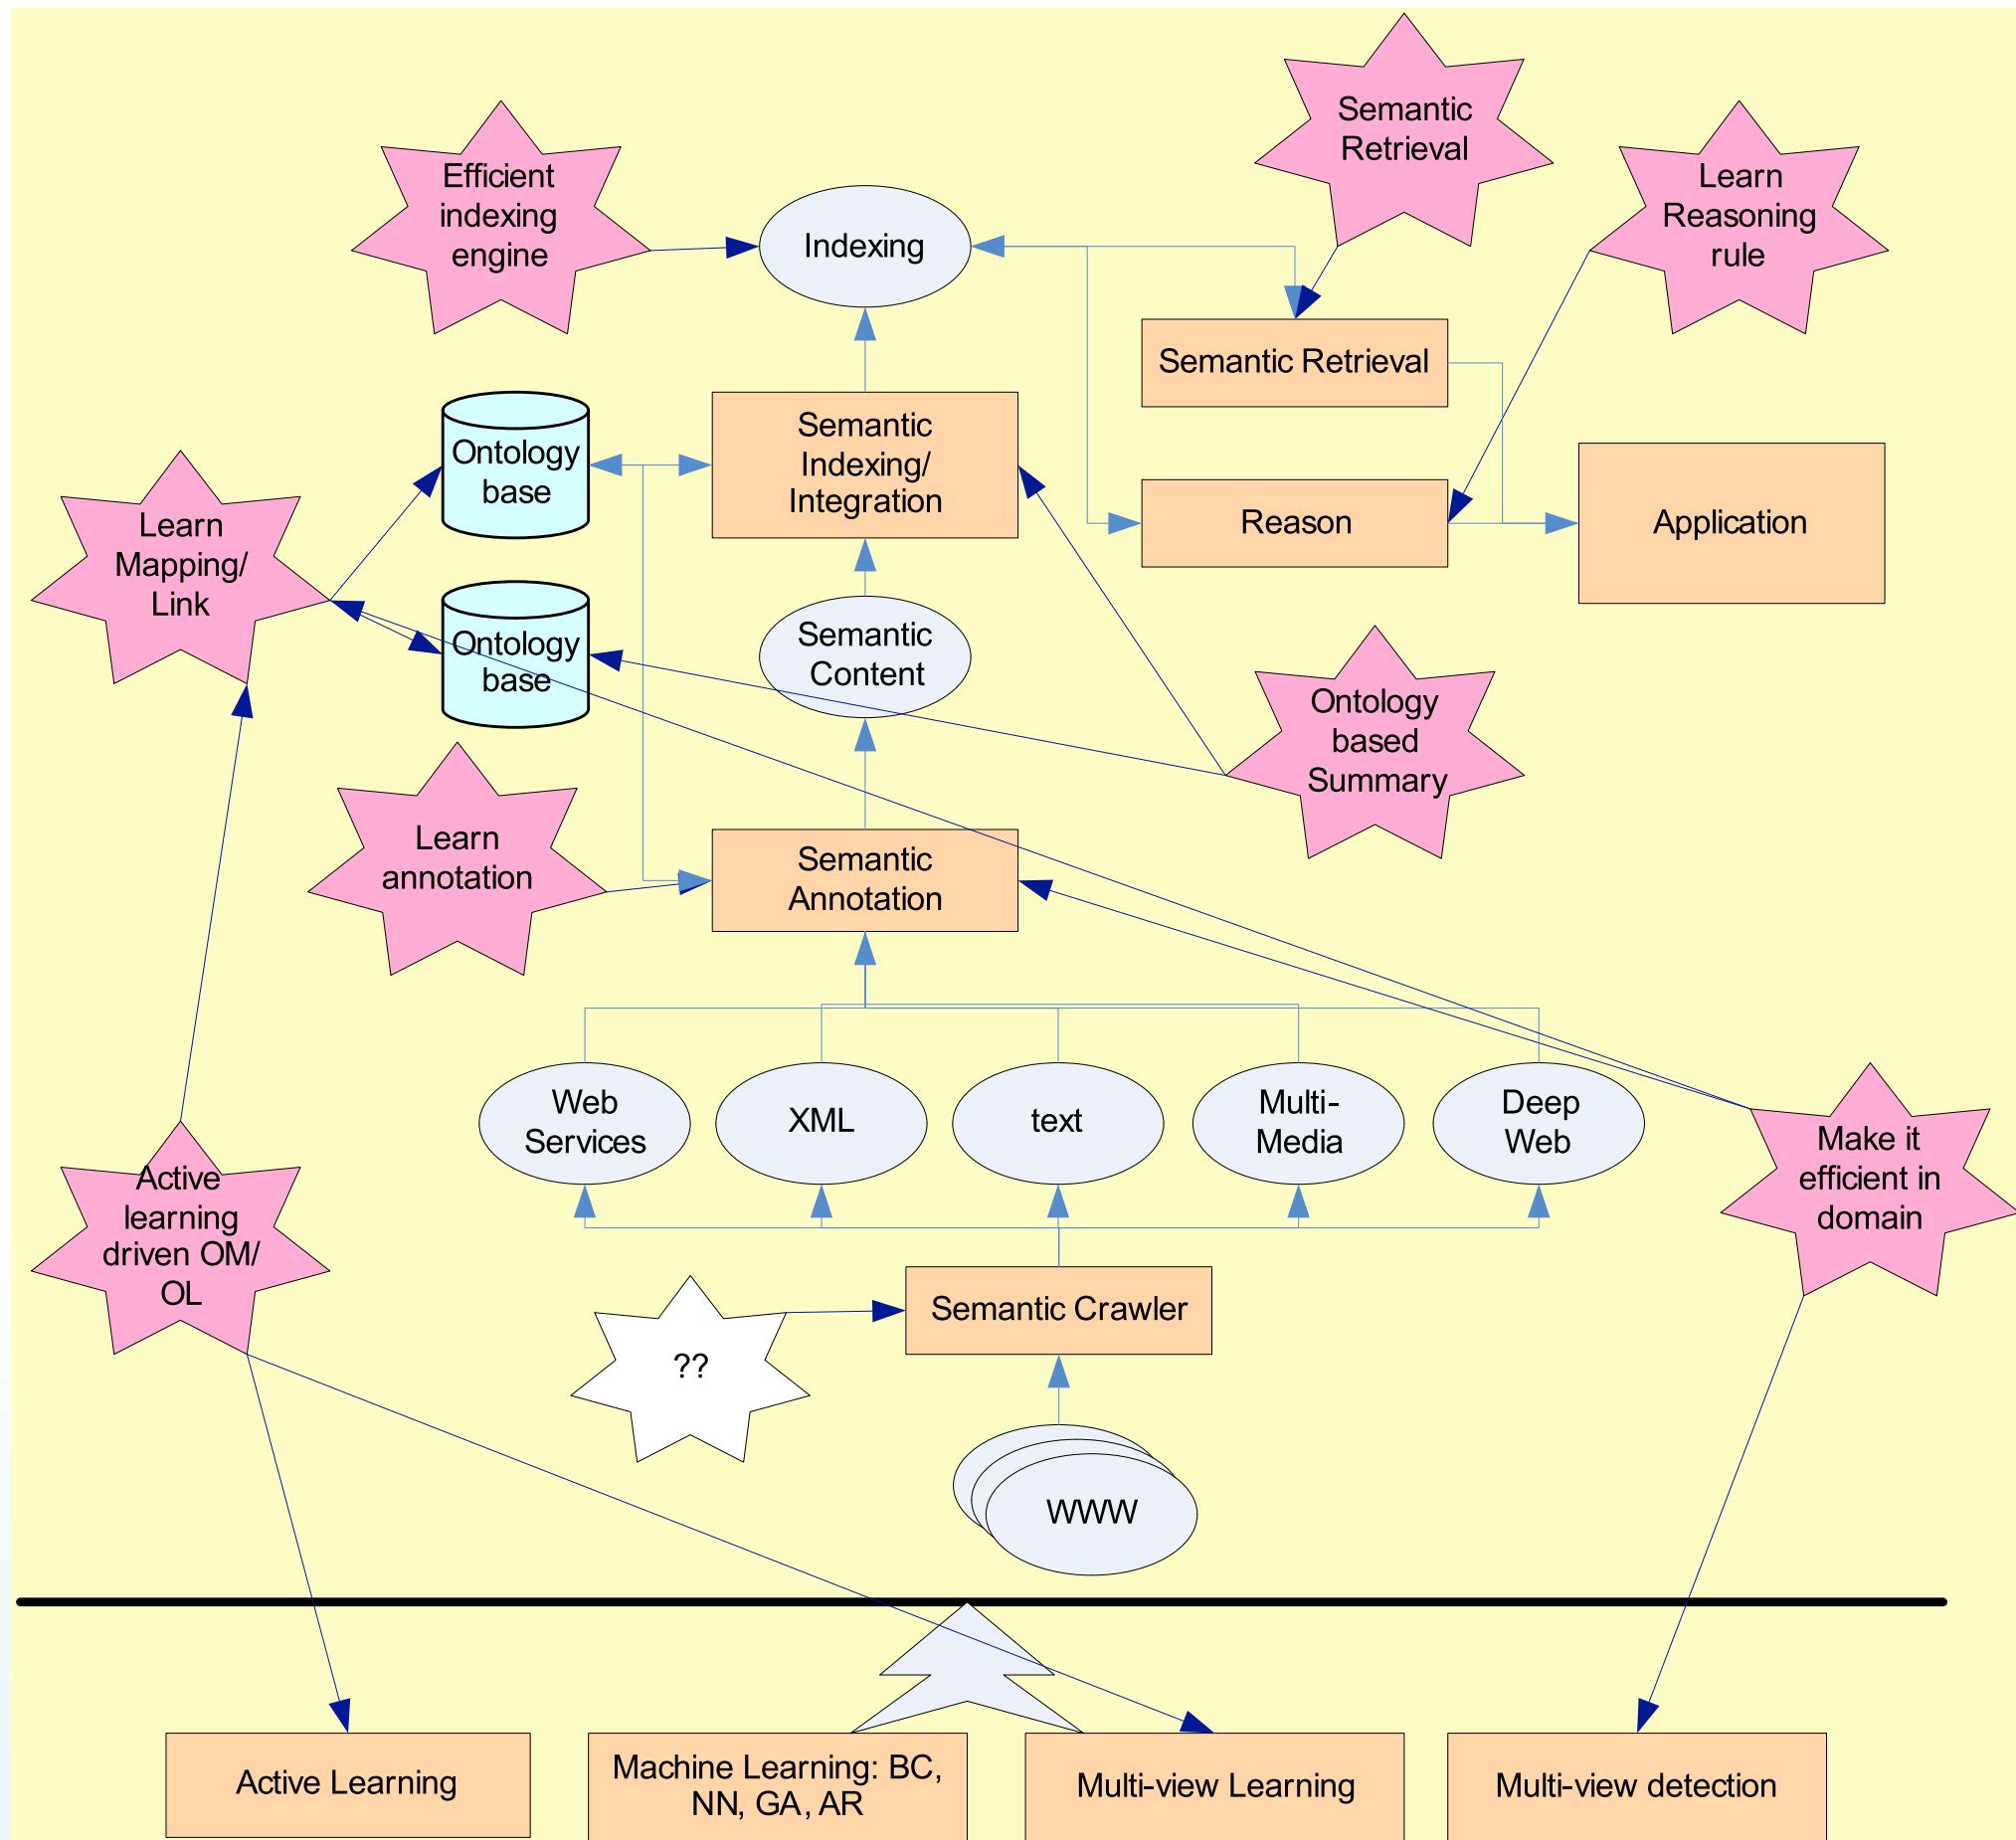 Semantic
Retrieval
Efficient
indexing
engine
Learn
Reasoning
rule
Indexing
Semantic Retrieval
Ontology
base
Semantic
Indexing/
Integration
Reason
Application
Learn
Mapping/
Link
Ontology
base
Semantic
Content
Ontology
based
Summary
Learn
annotation
Semantic
Annotation
Web
Services
XML
text
Multi-
Media
Deep
Web
Make it
efficient in
domain
Active
learning
driven OM/
OL
Semantic Crawler
??
WWW
Active Learning
Machine Learning: BC,
NN, GA, AR
Multi-view Learning
Multi-view detection